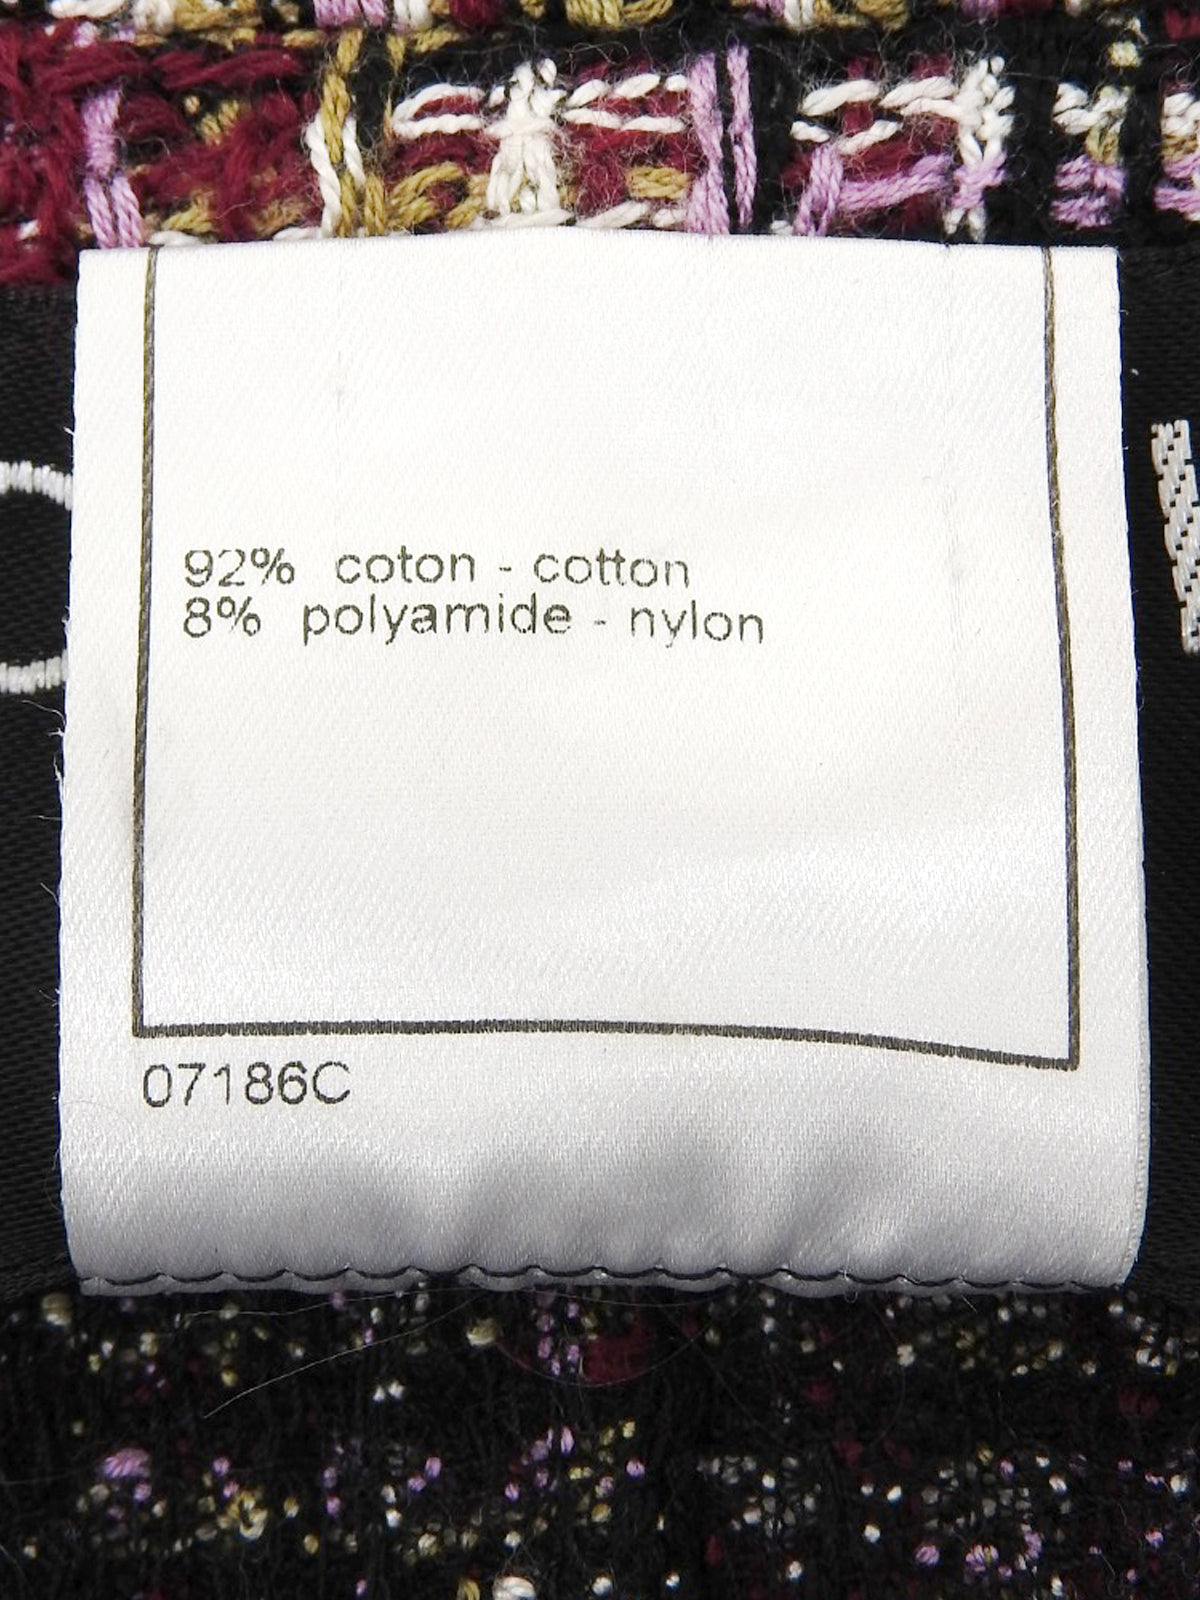 92% coton - cotton
8% polyamide - nylon
07186C